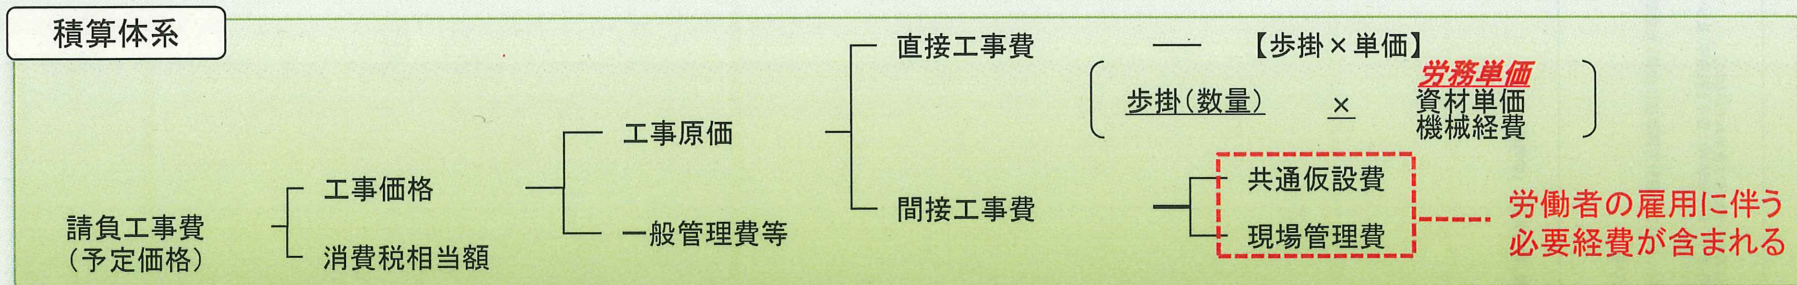 積算体系
直接工事費
【歩掛×単価】
労務単価
歩掛(数量) × 資材単価
機械経費
工事原価
共通仮設費
工事価格
間接工事費
労働者の雇用に伴う
必要経費が含まれる
請負工事費
(予定価格)
一般管理費等
現場管理費
消費税相当額